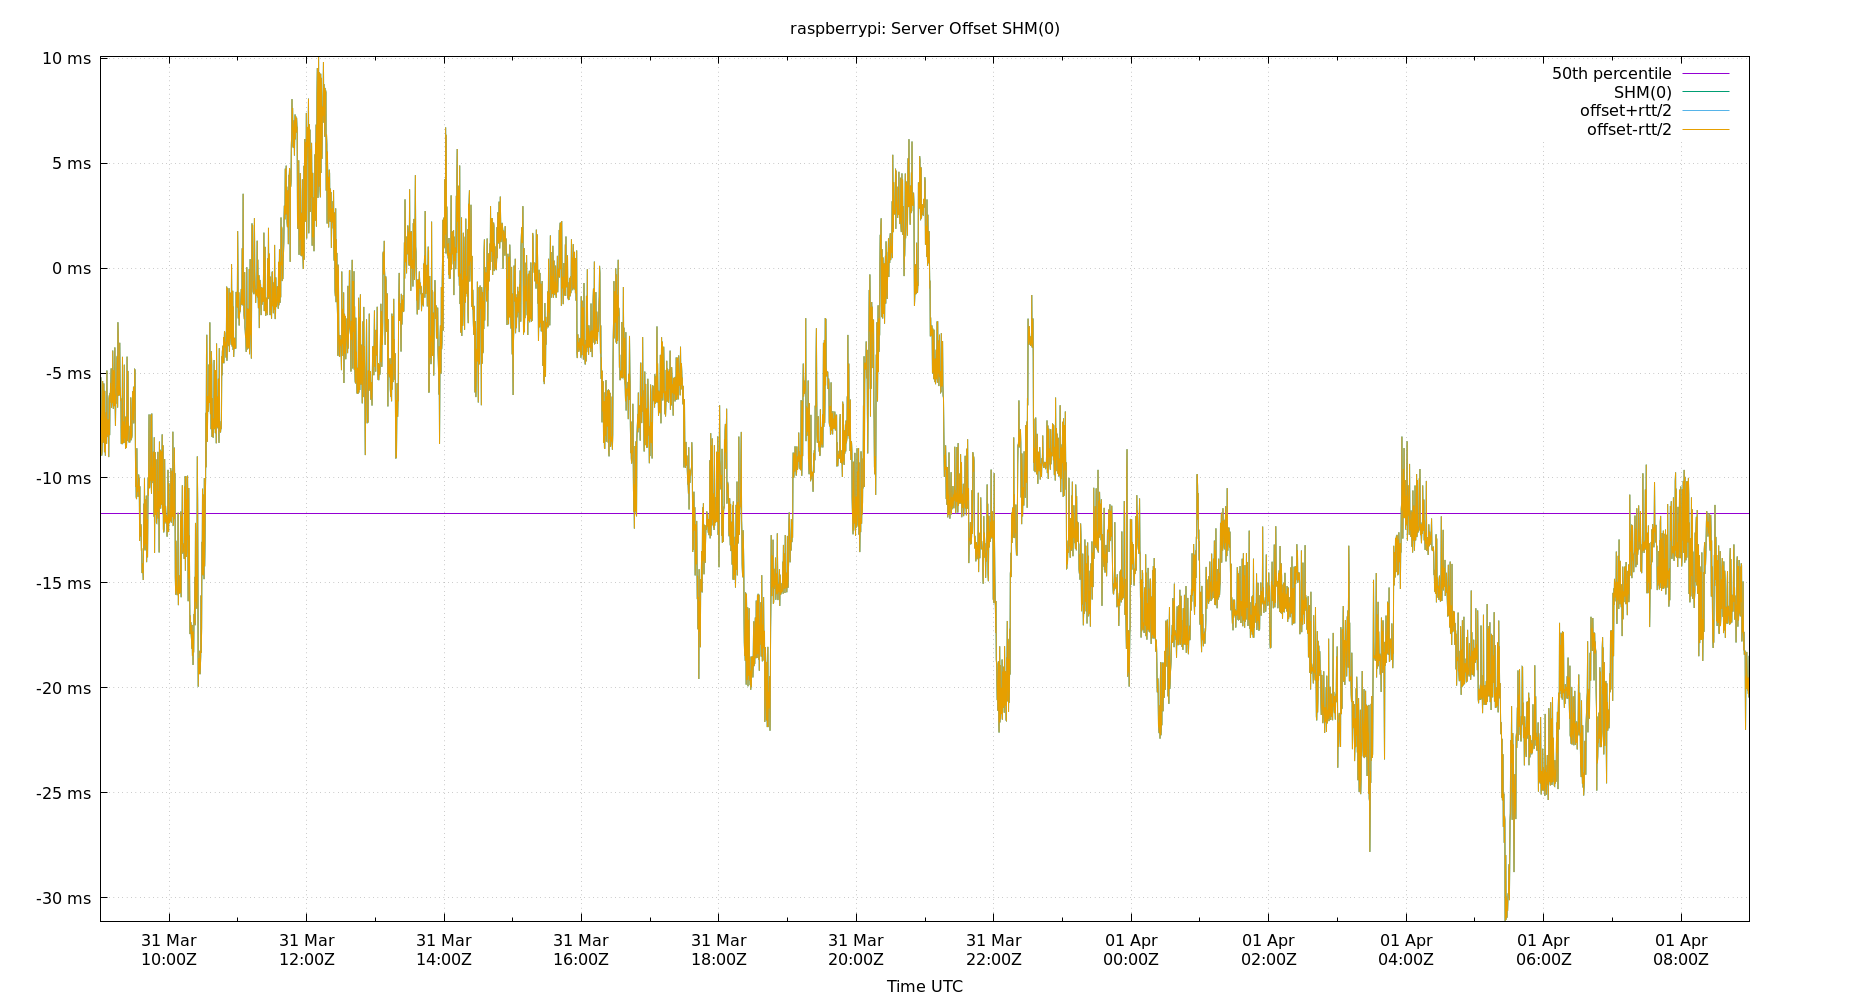 raspberrypi: Server Offset SHM(0)
10 ms
5 ms
0 ms
-5 ms
-10 ms
-15 ms
-20 ms
-25 ms
-30 ms
50th percentile
SHM(0)
offset+rtt/2
offset-rtt/2
31 Mar
10:00Z
31 Mar
12:00Z
31 Mar
14:00Z
31 Mar
16:00Z
31 Mar
18:00Z
31 Mar
20:00Z
31 Mar
22:00Z
01 Apr
00:00Z
01 Apr
02:00Z
01 Apr
04:00Z
01 Apr
06:00Z
01 Apr
08:00Z
Time UTC